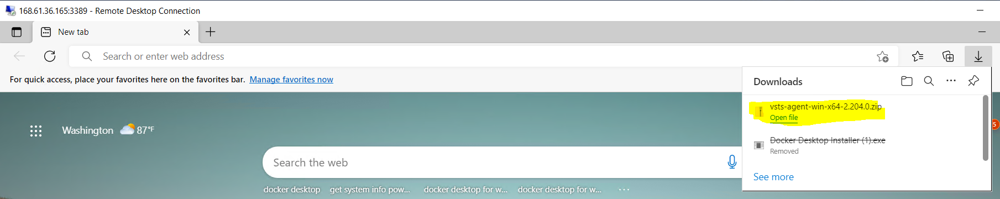 168.61.36.165:3389 - Remote Desktop Connection
New tab
Search or enter web address
For quick access, place your favorites here on the favorites bar. Manage favorites now
Downloads
vsts-agent-win-x64-2.204.0.zip
Open file
Docker Desktop Installer (1).exe
Removed
See more
Washington 87°F
5
Search the web
docker desktop get system info pow... docker desktop for w... docker desktop for w...